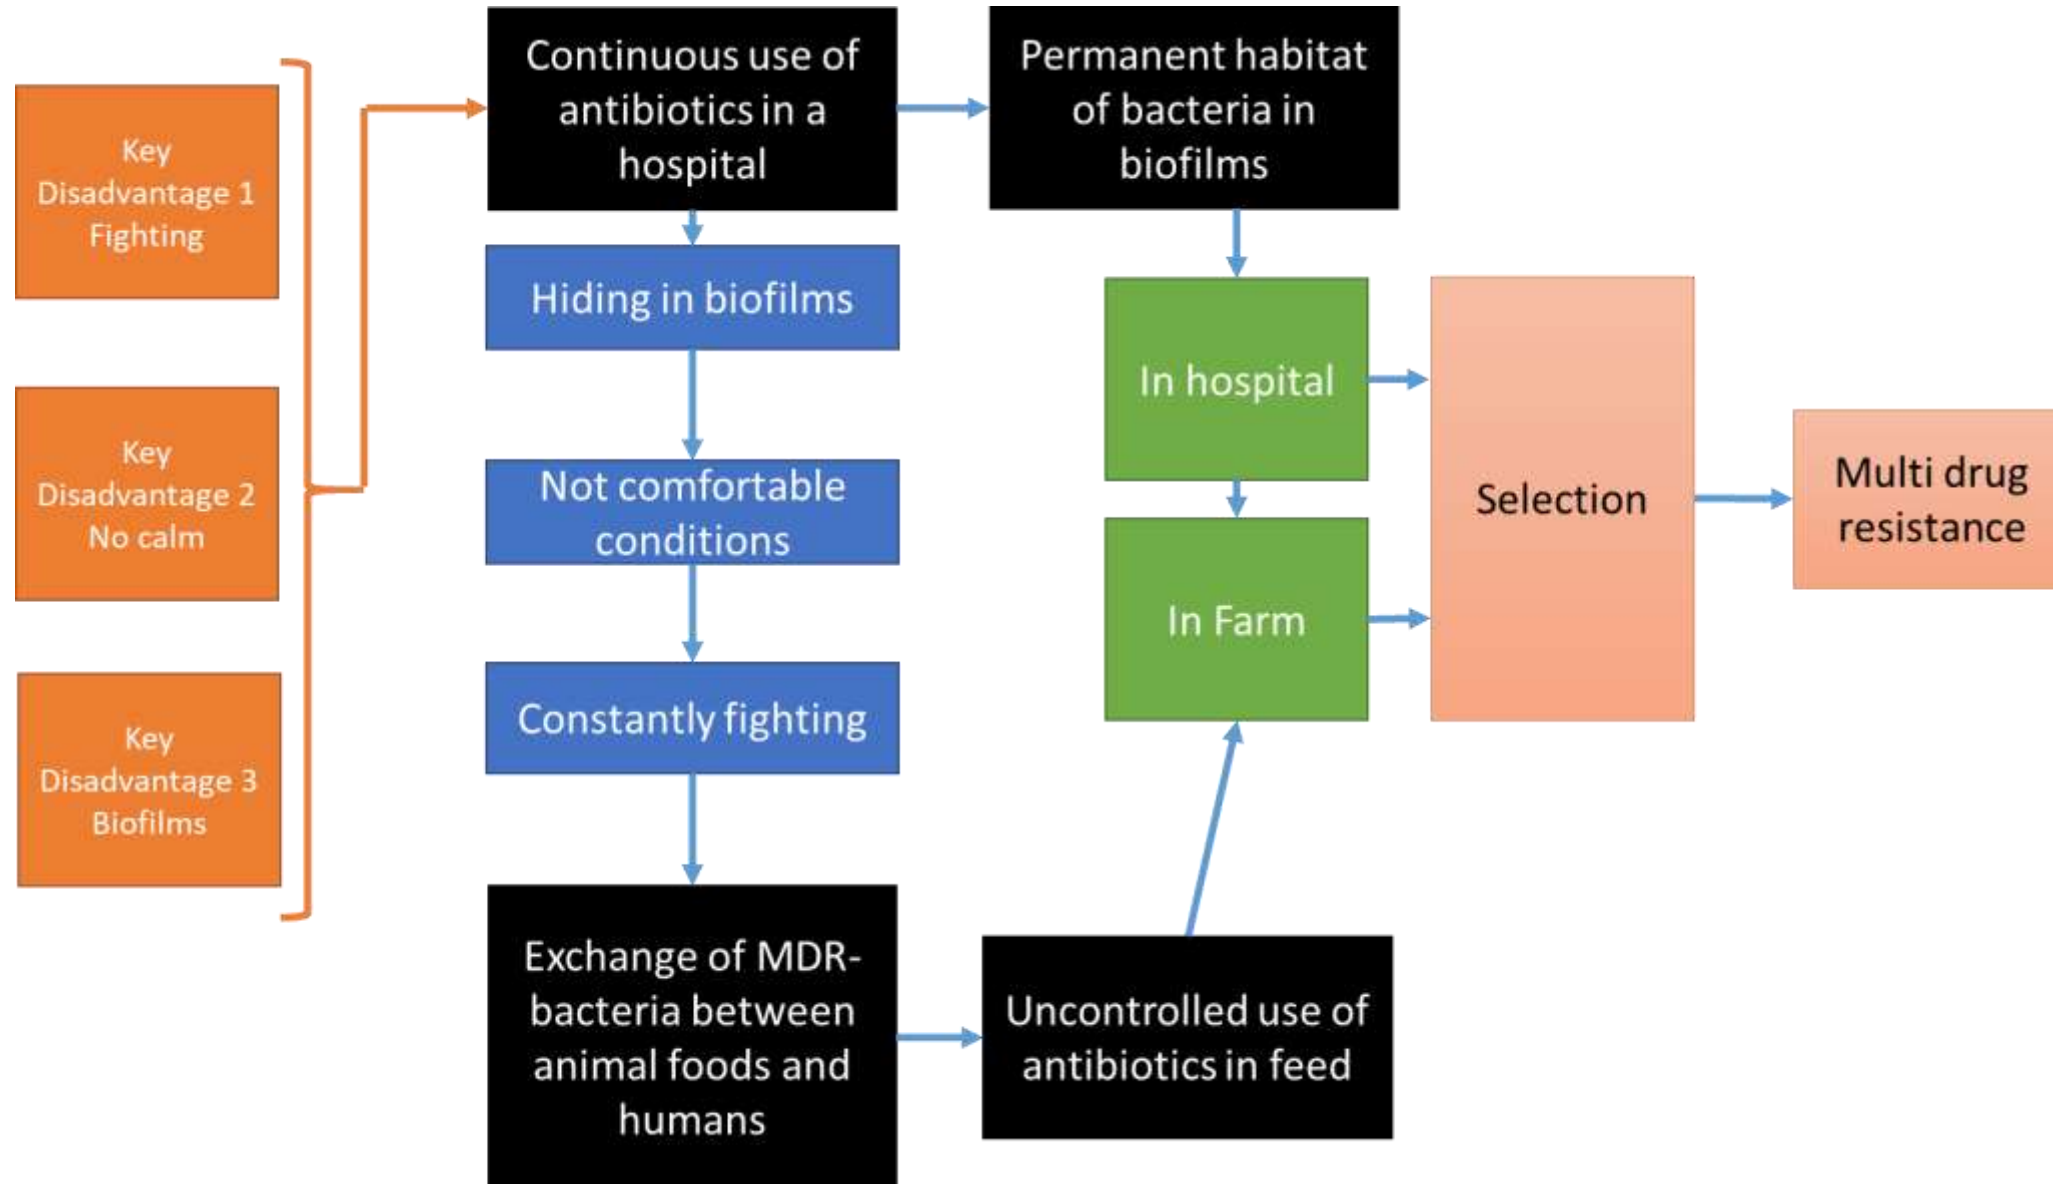 Key
Disadvantage 1
Fighting
Key
Disadvantage 2
No calm
Key
Disadvantage 3
Biofilms
Continuous use of
antibiotics in a
hospital
Hiding in biofilms
Not comfortable
conditions
Constantly fighting
Exchange of MDR-
bacteria between
animal foods and
humans
Permanent habitat
of bacteria in
biofilms
In hospital
In Farm
Uncontrolled use of
antibiotics in feed
Selection
Multi drug
resistance